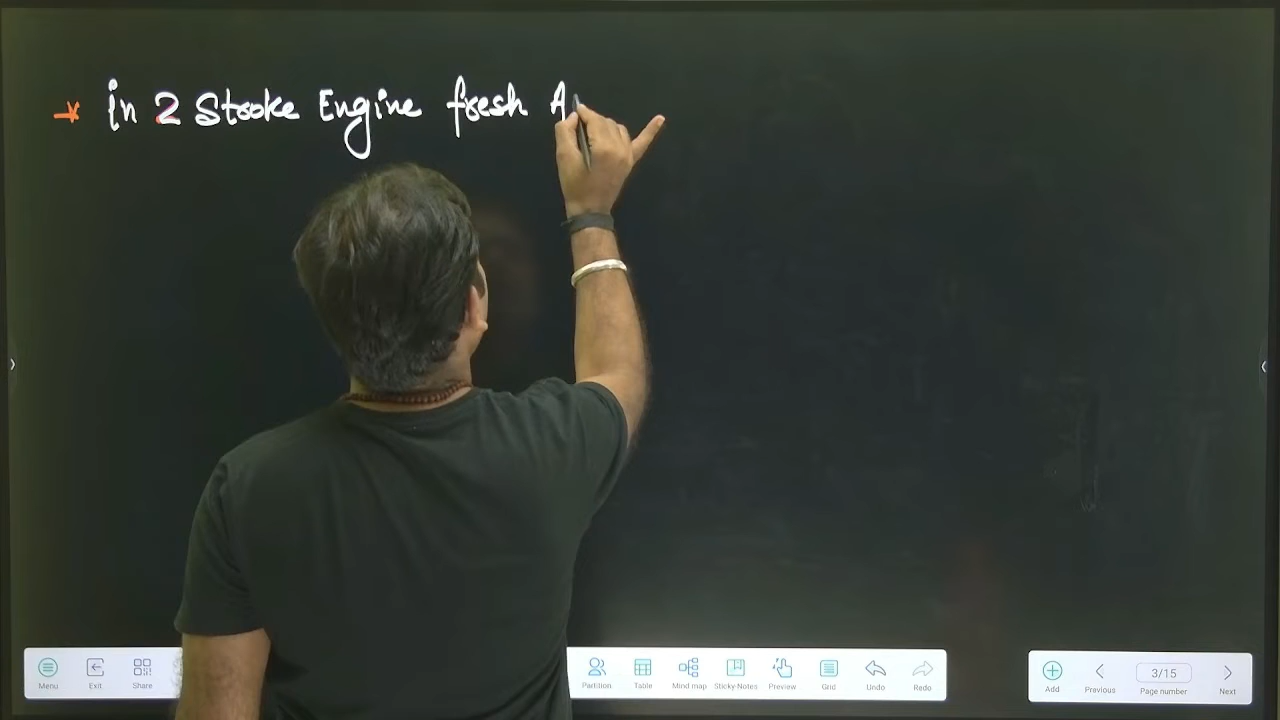 in 2 Stroke Engine fresh A
Menu
Exit
Share
Partition
Table
Mind map
Sticky-Notes
Preview
Grid
Undo
Redo
Add
Previous
3/15
Page number
Next